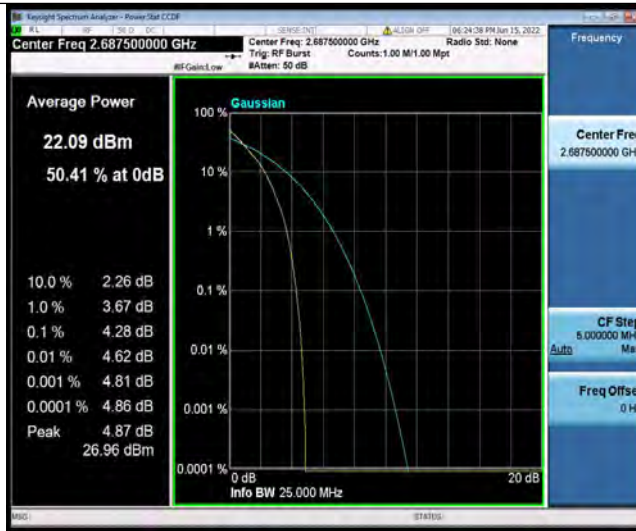 Keysight Spectrum Analyzer - Power Stat CCDF
RL RF 50 Ω DC SENSE:INT ALIGN OFF 06:24:38 PM Jun 15, 2022
Center Freq 2.687500000 GHz
Center Freq: 2.687500000 GHz Radio Std: None
Trig: RF Burst Counts:1.00 M/1.00 Mpt
#IFGain:Low #Atten: 50 dB
Frequency
Average Power
22.09 dBm
50.41 % at 0dB
10.0 % 2.26 dB
1.0 % 3.67 dB
0.1 % 4.28 dB
0.01 % 4.62 dB
0.001 % 4.81 dB
0.0001 % 4.86 dB
Peak 4.87 dB
26.96 dBm
Gaussian
100 %
10 %
1 %
0.1 %
0.01 %
0.001 %
0.0001 %
0 dB 20 dB
Info BW 25.000 MHz
Center Fre
2.687500000 GH
CF Step
5.000000 MH
Auto Ma
Freq Offse
0 H
MSG STATUS